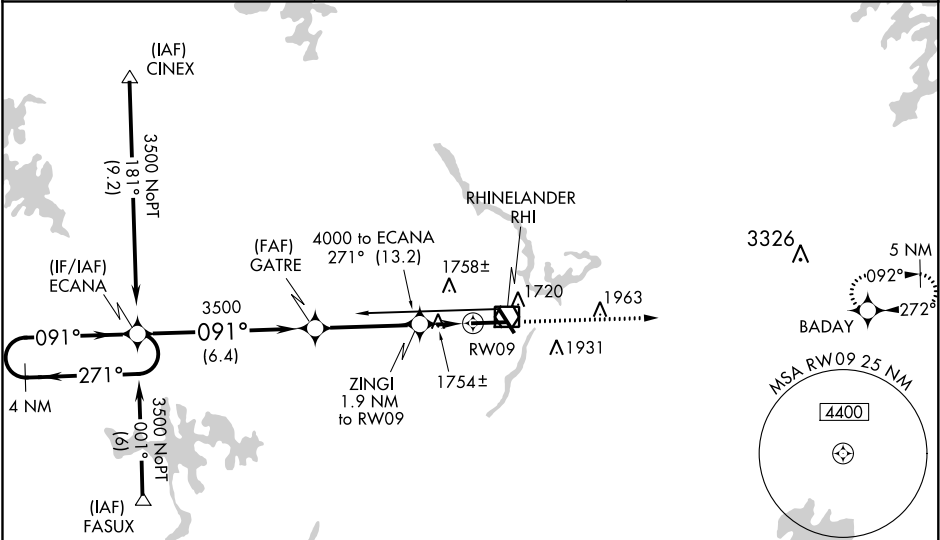 (IAF)
CINEX
3500 NoPT
181°
(9.2)
RHINELANDER
RHI
(FAF)
GATRE
4000 to ECANA
271° (13.2)
3326
5 NM
092°
272°
BADAY
(IF/IAF)
ECANA
1758±
1720
1963
3500
091°
(6.4)
091°
271°
4 NM
RW09
1931
ZINGI
1.9 NM
to RW09
1754±
MSA RW09 25 NM
4400
3500 NoPT
001°
(6)
(IAF)
FASUX